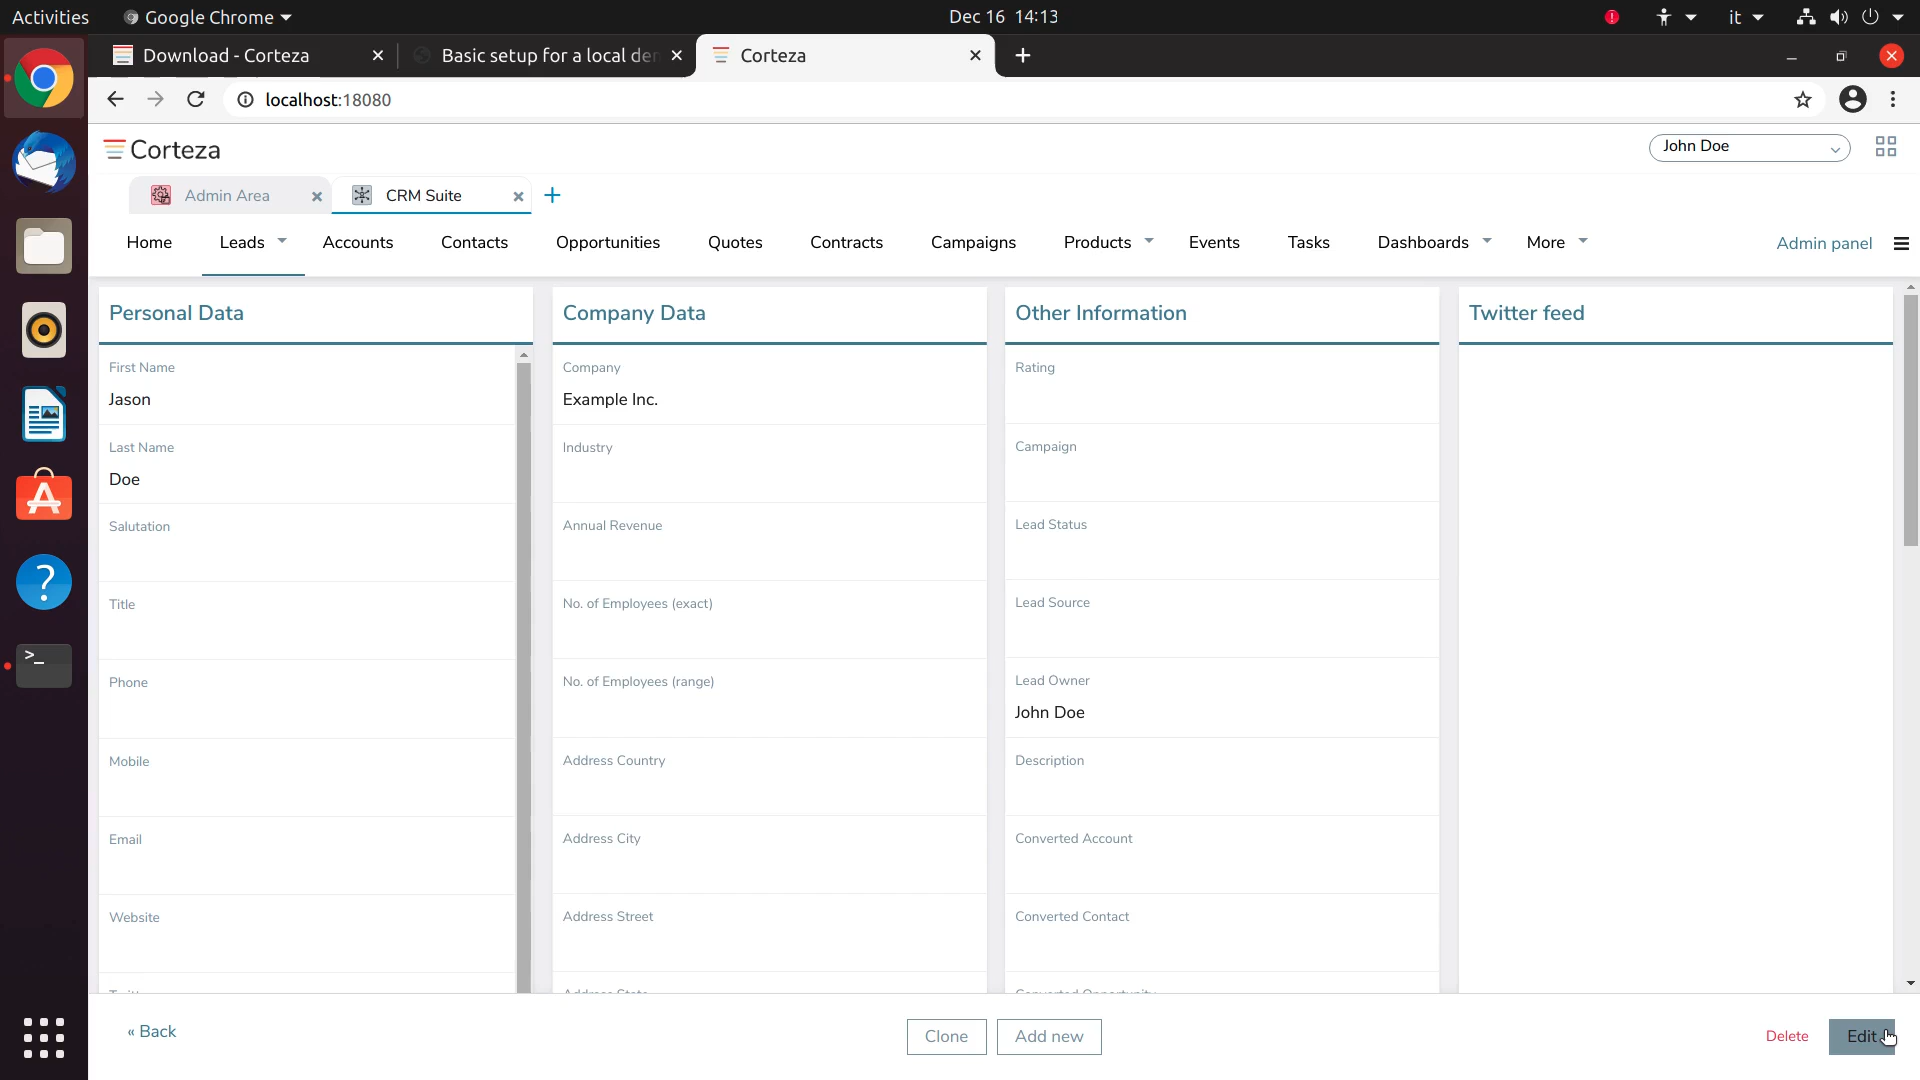 Activities Google Chrome Dec 16 14:13 it
Download - Corteza Basic setup for a local der Corteza
localhost:18080
Corteza John Doe
Admin Area CRM Suite
Home Leads Accounts Contacts Opportunities Quotes Contracts Campaigns Products Events Tasks Dashboards More Admin panel
Personal Data Company Data Other Information Twitter feed
First Name Company Rating
Jason Example Inc.
Last Name Industry Campaign
Doe
Salutation Annual Revenue Lead Status
Title No. of Employees (exact) Lead Source
Phone No. of Employees (range) Lead Owner
John Doe
Mobile Address Country Description
Email Address City Converted Account
Website Address Street Converted Contact
« Back Clone Add new Delete Edit